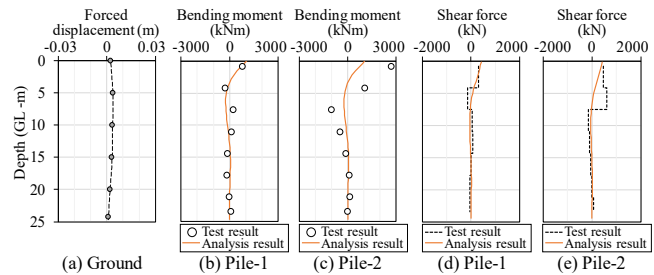 Forced
displacement (m)
-0.03 0.03
Bending moment
(kNm)
-3000 0 3000
Bending moment
(kNm)
-3000 0 3000
Shear force
(kN)
-2000 0 2000
Shear force
(kN)
-2000 0 2000
Depth (GL -m)
0
5
10
15
20
25
Test result
Analysis result
Test result
Analysis result
Test result
Analysis result
Test result
Analysis result
(a) Ground
(b) Pile-1
(c) Pile-2
(d) Pile-1
(e) Pile-2